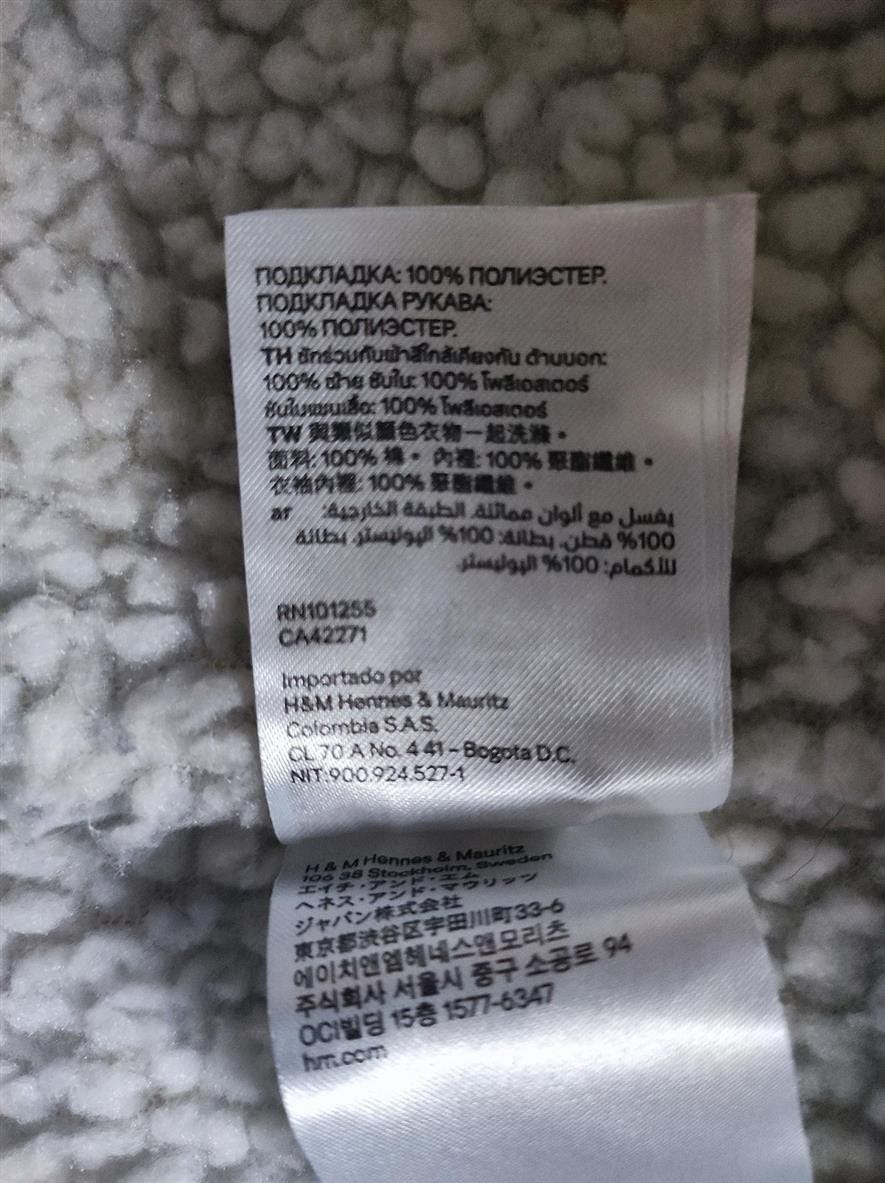 ПОДКЛАДКА: 100% ПОЛИЭСТЕР.
ПОДКЛАДКА РУКАВА:
100% ПОЛИЭСТЕР.
TH ซักร่วมกับผ้าสีใกล้เคียงกัน ด้านนอก:
100% ฝ้าย ซับใน: 100% โพลีเอสเตอร์
ซับในแขนเสื้อ: 100% โพลีเอสเตอร์
TW 與類似顏色衣物一起洗滌。
面料: 100% 棉。 內裡: 100% 聚酯纖維。
衣袖內裡: 100% 聚酯纖維。
ar يغسل مع ألوان مماثلة. الطبقة الخارجية:
100% قطن. بطانة: 100% البوليستر. بطانة
للأكمام: 100% البوليستر.
RN101255
CA42271
Importado por
H&M Hennes & Mauritz
Colombia S.A.S.
CL 70 A No. 4 41 – Bogota D.C.
NIT:900.924.527-1
H & M Hennes & Mauritz
106 38 Stockholm, Sweden
エイチ・アンド・エム
ヘネス・アンド・マウリッツ
ジャパン株式会社
東京都渋谷区宇田川町33-6
에이치앤엠헤네스앤모리츠
주식회사 서울시 중구 소공로 94
OCI빌딩 15층 1577-6347
hm.com